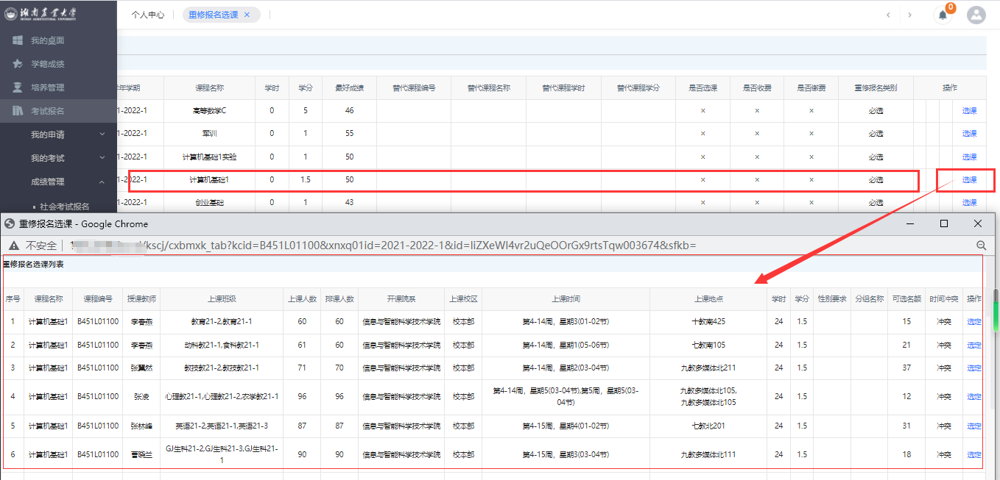 湖南农业大学
HUNAN AGRICULTURAL UNIVERSITY
个人中心 重修报名选课 ×
0
我的桌面
学籍成绩
培养管理
考试报名
我的申请
我的考试
成绩管理
社会考试报名
年学期 课程名称 学时 学分 最好成绩 替代课程编号 替代课程名称 替代课程学时 替代课程学分 是否选课 是否收费 是否缴费 重修报名类别 操作
1-2022-1 高等数学C 0 5 46 × × × 必选 选课
1-2022-1 军训 0 1 55 × × × 必选 选课
1-2022-1 计算机基础1实验 0 1 50 × × × 必选 选课
1-2022-1 计算机基础1 0 1.5 50 × × × 必选 选课
1-2022-1 创业基础 0 1 43 × × × 必选 选课
重修报名选课 - Google Chrome
不安全 /kscj/cxbmxk_tab?kcid=B451L01100&xnxq01id=2021-2022-1&id=IiZXeWl4vr2uQeOOrGx9rtsTqw003674&sfkb=
重修报名选课列表
序号 课程名称 课程编号 授课教师 上课班级 上课人数 排课人数 开课院系 上课校区 上课时间 上课地点 学时 学分 性别要求 分组名称 可选名额 时间冲突 操作
1 计算机基础1 B451L01100 李春燕 教育21-2,教育21-1 60 60 信息与智能科学技术学院 校本部 第4-14周，星期3(01-02节) 十教南425 24 1.5 15 冲突 选定
2 计算机基础1 B451L01100 李春燕 动科教21-1,食科教21-1 61 60 信息与智能科学技术学院 校本部 第4-14周，星期1(05-06节) 七教南105 24 1.5 21 冲突 选定
3 计算机基础1 B451L01100 张翼然 教技教21-2,教技教21-1 71 70 信息与智能科学技术学院 校本部 第4-14周，星期2(03-04节) 九教多媒体北211 24 1.5 37 冲突 选定
4 计算机基础1 B451L01100 张凌 心理教21-1,心理教21-2,农学教21-1 96 96 信息与智能科学技术学院 校本部 第4-14周，星期5(03-04节),第5周，星期5(03-
04节) 九教多媒体北105,
九教多媒体北105 24 1.5 12 冲突 选定
5 计算机基础1 B451L01100 张林峰 英语21-2,英语21-1,英语21-3 87 87 信息与智能科学技术学院 校本部 第4-15周，星期4(01-02节) 七教北201 24 1.5 31 冲突 选定
6 计算机基础1 B451L01100 曹晓兰 GJ生科21-2,GJ生科21-3,GJ生科21-
1 90 90 信息与智能科学技术学院 校本部 第4-15周，星期3(03-04节) 九教多媒体北111 24 1.5 18 冲突 选定